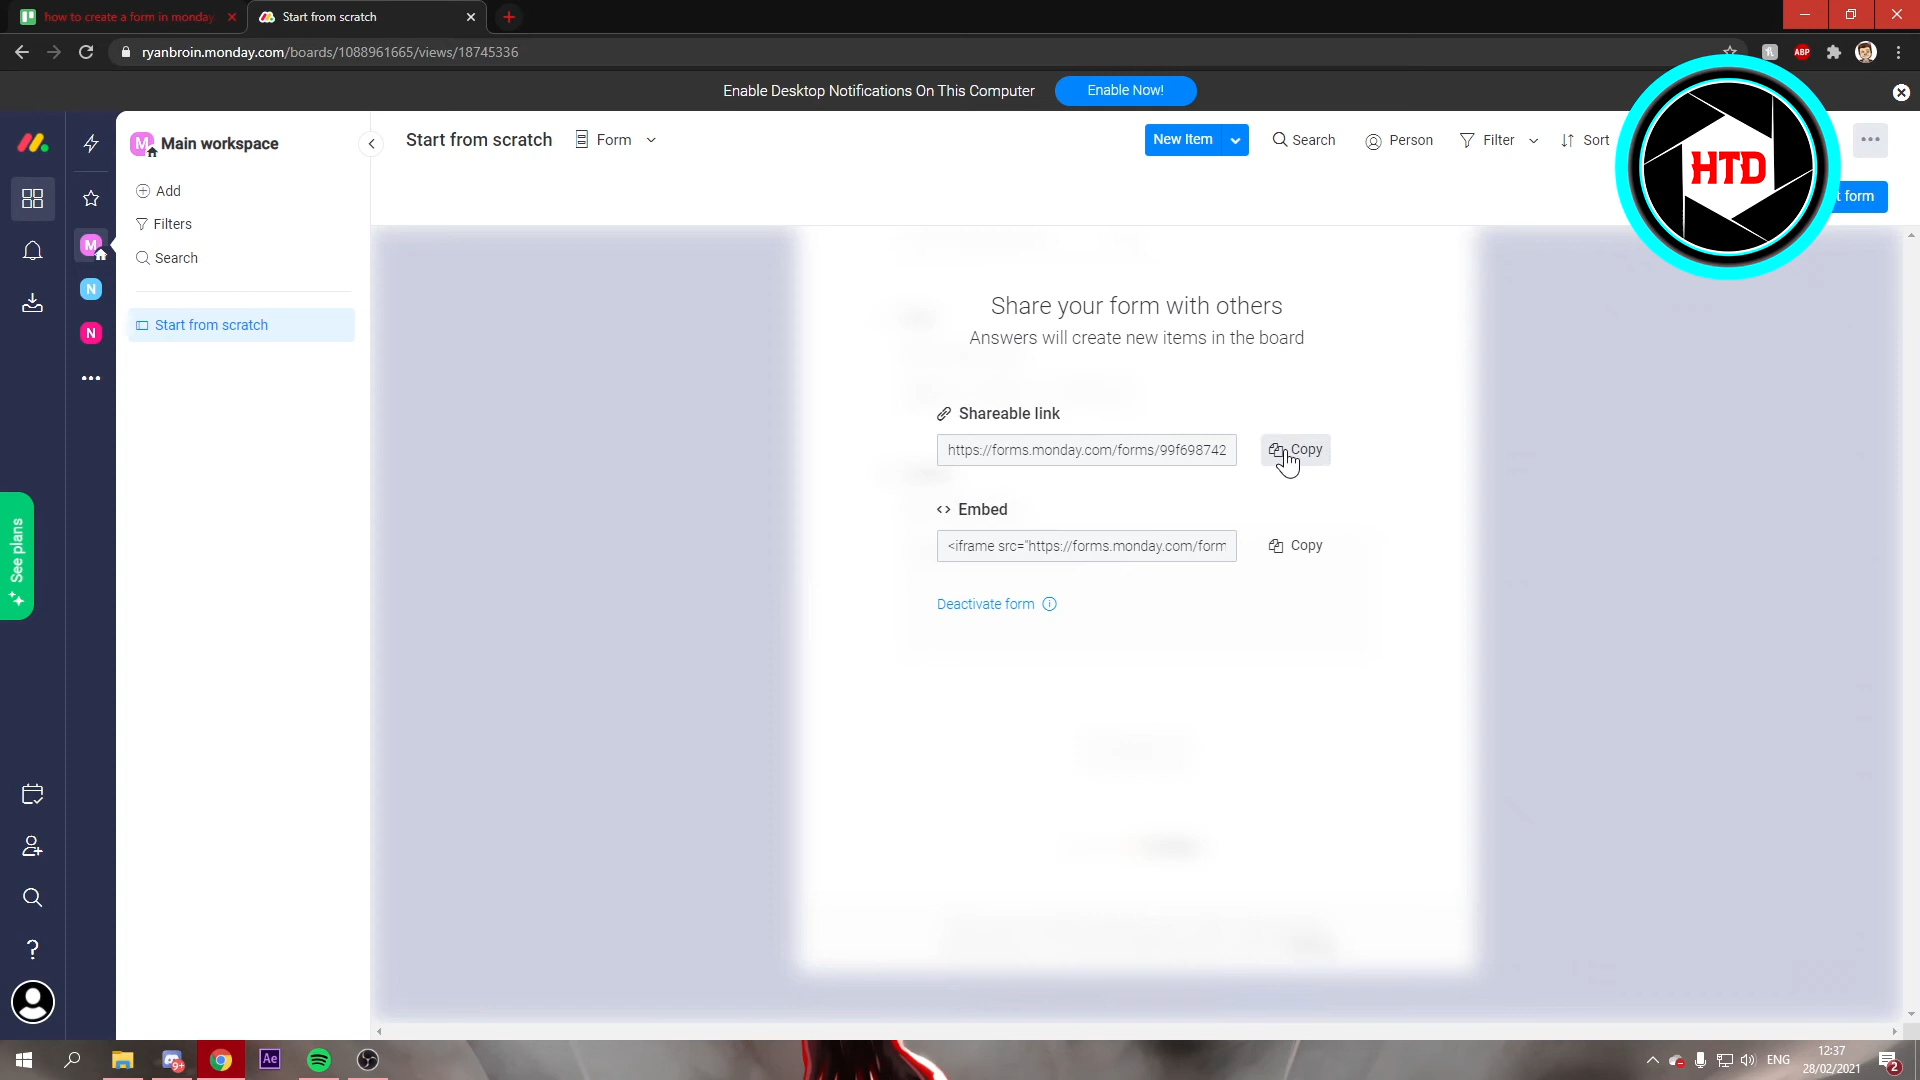 how to create a form in monday
Start from scratch
ryanbroin.monday.com/boards/1088961665/views/18745336
ABP
Enable Desktop Notifications On This Computer
Enable Now!
M
Main workspace
Start from scratch
Form
New Item
Search
Person
Filter
Sort
HTD
form
Add
Filters
Search
M
N
N
Start from scratch
Share your form with others
Answers will create new items in the board
Shareable link
https://forms.monday.com/forms/99f698742
Copy
Embed
<iframe src="https://forms.monday.com/form
Copy
Deactivate form
See plans
?
9+
Ae
ENG
12:37
28/02/2021
2